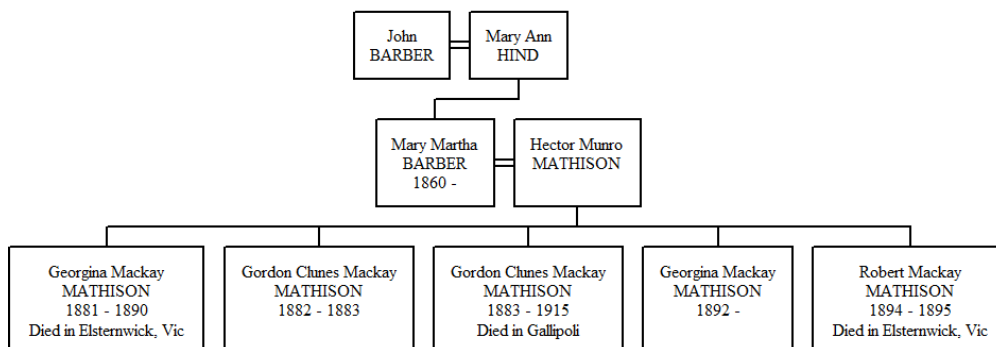 John
BARBER
Mary Ann
HIND
Mary Martha
BARBER
1860 -
Hector Munro
MATHISON
Georgina Mackay
MATHISON
1881 - 1890
Died in Elsternwick, Vic
Gordon Clunes Mackay
MATHISON
1882 - 1883
Gordon Clunes Mackay
MATHISON
1883 - 1915
Died in Gallipoli
Georgina Mackay
MATHISON
1892 -
Robert Mackay
MATHISON
1894 - 1895
Died in Elsternwick, Vic